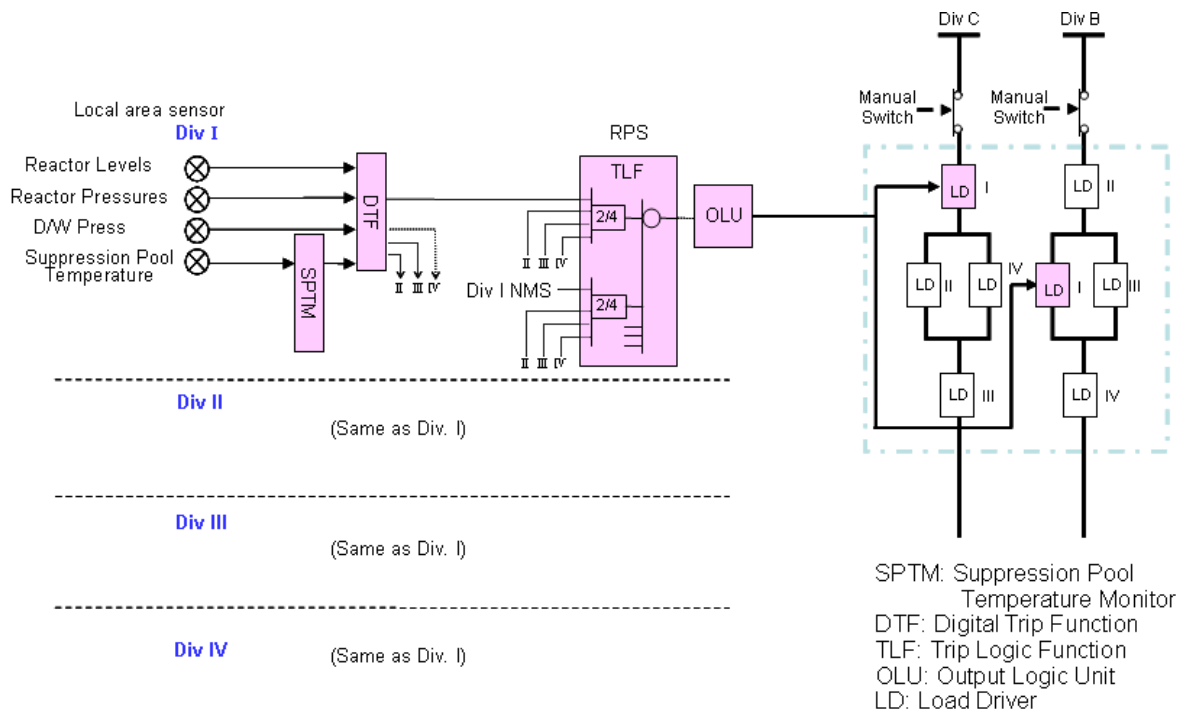 Local area sensor
Div I
Reactor Levels
Reactor Pressures
D/W Press
Suppression Pool
Temperature
SPTM
DTF
II III IV
RPS
TLF
2/4
II III IV
Div I NMS
2/4
II III IV
OLU
Div II
(Same as Div. I)
Div III
(Same as Div. I)
Div IV
(Same as Div. I)
Div C
Div B
Manual
Switch
Manual
Switch
LD I
LD II
LD II
LD IV
LD I
LD III
LD III
LD IV
SPTM: Suppression Pool
Temperature Monitor
DTF: Digital Trip Function
TLF: Trip Logic Function
OLU: Output Logic Unit
LD: Load Driver